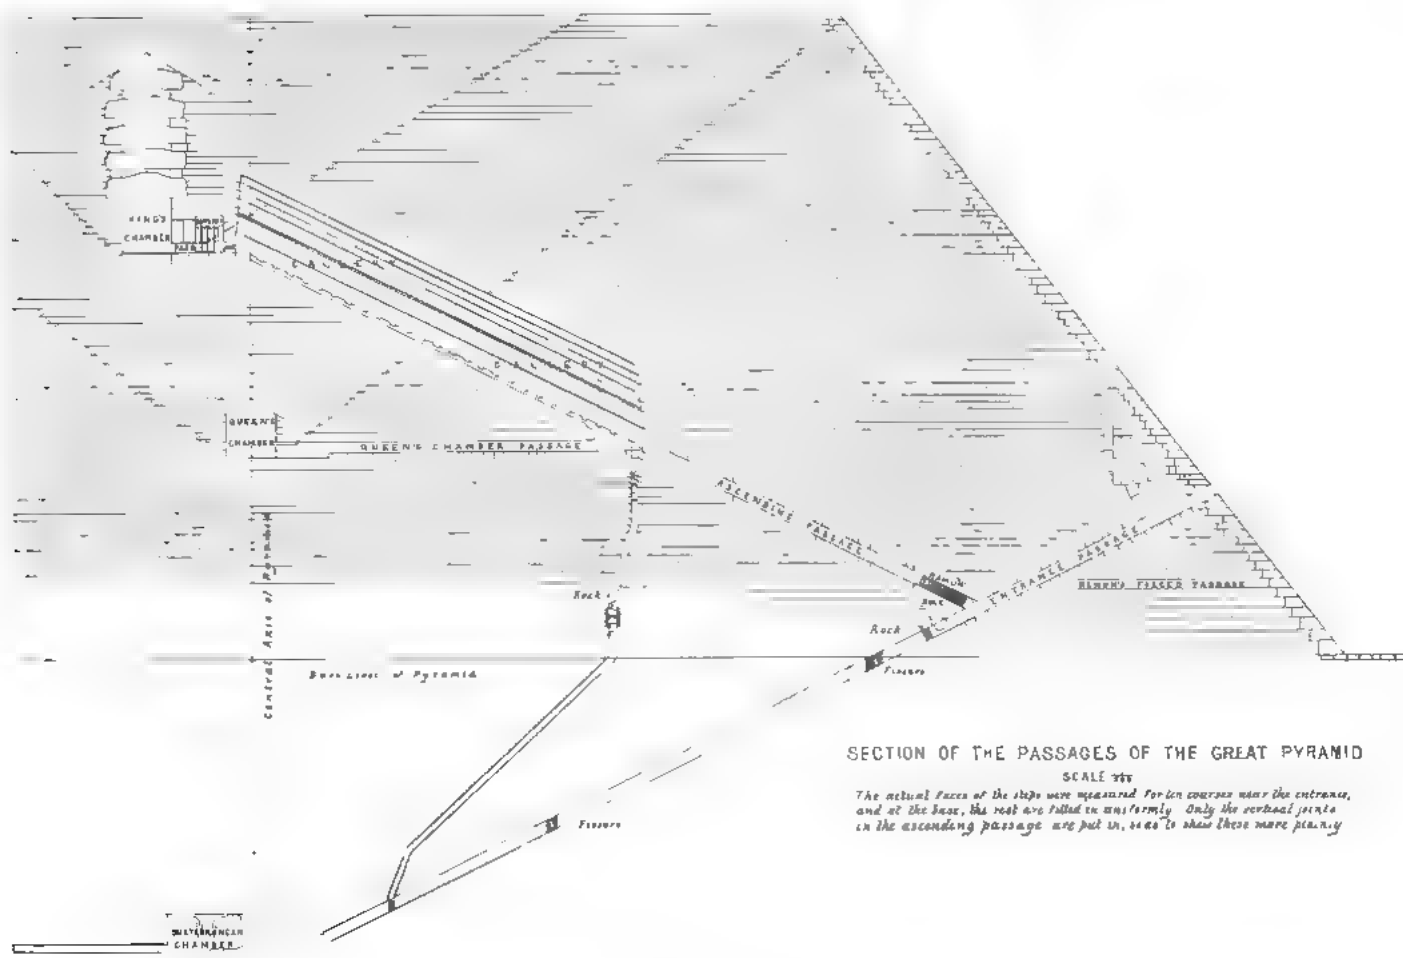 KING'S
CHAMBER
GALLERY
GALLERY
QUEEN'S
CHAMBER
QUEEN'S CHAMBER PASSAGE
ASCENDING PASSAGE
ENTRANCE PASSAGE
FORCED PASSAGE
Rock
Rock
Fissure
Central Axis of Pyramid
Base Level of Pyramid
Fissure
SUBTERRANEAN
CHAMBER
SECTION OF THE PASSAGES OF THE GREAT PYRAMID
SCALE
The actual faces of the steps were measured for ten courses near the entrance,
and at the base, the rest are filled in uniformly. Only the vertical joints
in the ascending passage are put in, so as to shew these more plainly